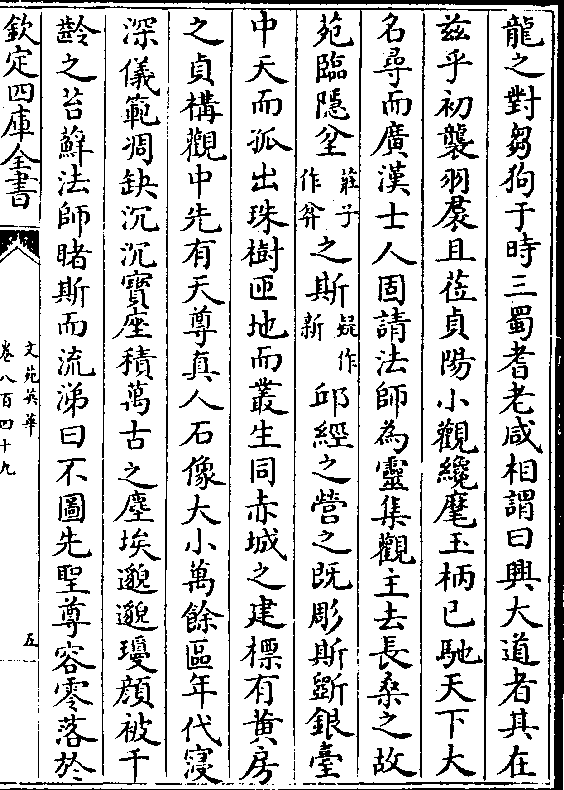 龍之對芻狗于時三蜀耆老咸相謂曰興大道者其在
兹乎初襲羽裠且莅貞陽小觀纔麾玉柄已馳天下大
名尋而廣漢士人固請法師為靈集觀主去長桑之故
苑臨隱坌莊子作弅之斯疑作新邱經之營之既彫斯斵銀臺
中天而孤出珠樹匝地而叢生同赤城之建標有黄房
之貞構觀中先有天尊真人石像大小萬餘區年代寖
深儀範凋缺沉沉寳座積萬古之塵埃邈邈瓊顔被千
齡之苔蘚法師睹斯而流涕曰不圖先聖尊容零落於
欽定四庫全書
文苑英華
卷八百四十九
五